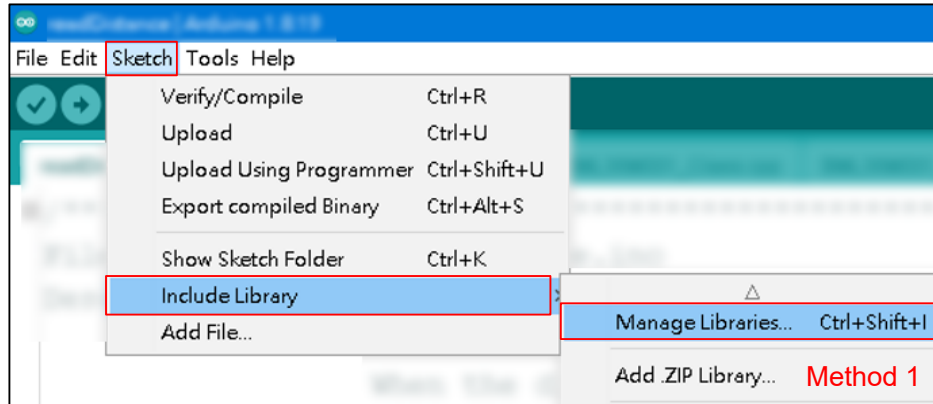 File Edit Sketch Tools Help
Verify/Compile Ctrl+R
Upload Ctrl+U
Upload Using Programmer Ctrl+Shift+U
Export compiled Binary Ctrl+Alt+S
Show Sketch Folder Ctrl+K
Include Library
Add File...
Manage Libraries... Ctrl+Shift+I
Add .ZIP Library... Method 1